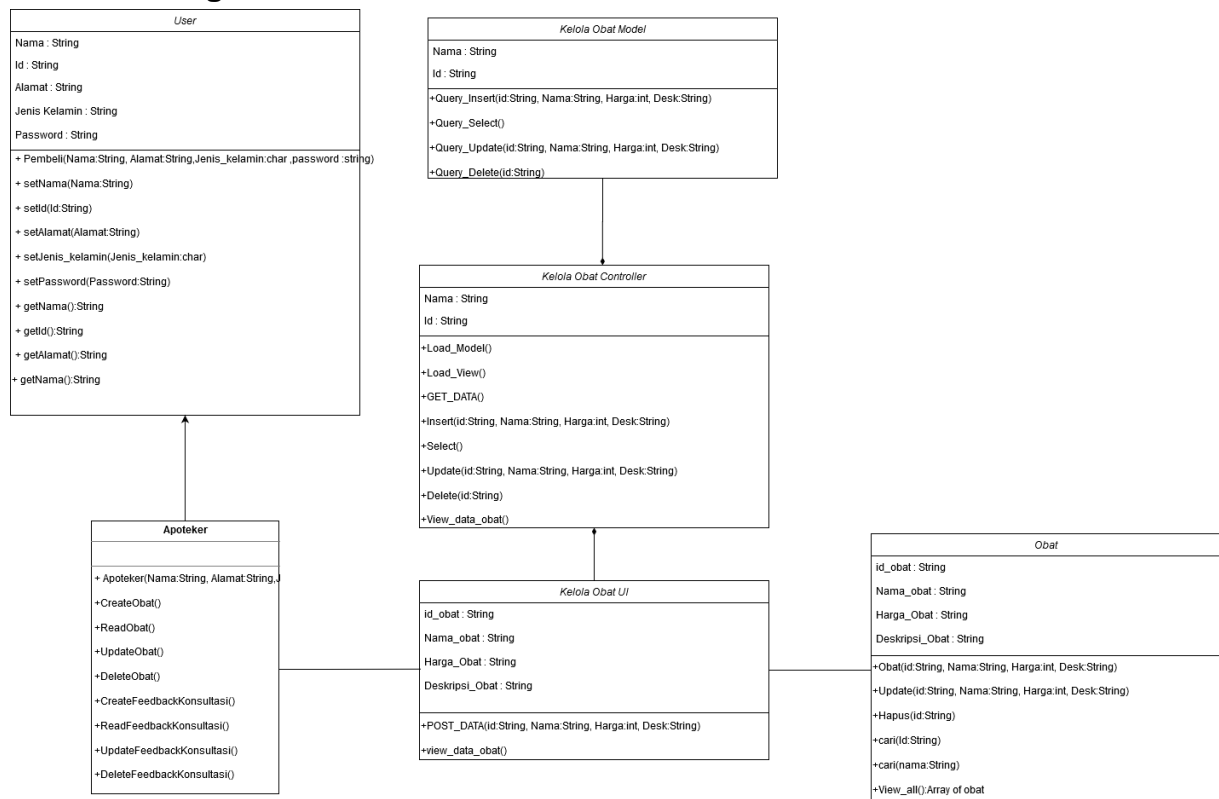 User
Nama : String
Id : String
Alamat : String
Jenis Kelamin : String
Password : String
+ Pembeli(Nama:String, Alamat:String,Jenis_kelamin:char ,password :string)
+ setNama(Nama:String)
+ setId(Id:String)
+ setAlamat(Alamat:String)
+ setJenis_kelamin(Jenis_kelamin:char)
+ setPassword(Password:String)
+ getNama():String
+ getId():String
+ getAlamat():String
+ getNama():String
Kelola Obat Model
Nama : String
Id : String
+Query_Insert(id:String, Nama:String, Harga:int, Desk:String)
+Query_Select()
+Query_Update(id:String, Nama:String, Harga:int, Desk:String)
+Query_Delete(id:String)
Kelola Obat Controller
Nama : String
Id : String
+Load_Model()
+Load_View()
+GET_DATA()
+Insert(id:String, Nama:String, Harga:int, Desk:String)
+Select()
+Update(id:String, Nama:String, Harga:int, Desk:String)
+Delete(id:String)
+View_data_obat()
Apoteker
+ Apoteker(Nama:String, Alamat:String,J
+CreateObat()
+ReadObat()
+UpdateObat()
+DeleteObat()
+CreateFeedbackKonsultasi()
+ReadFeedbackKonsultasi()
+UpdateFeedbackKonsultasi()
+DeleteFeedbackKonsultasi()
Kelola Obat UI
id_obat : String
Nama_obat : String
Harga_Obat : String
Deskripsi_Obat : String
+POST_DATA(id:String, Nama:String, Harga:int, Desk:String)
+view_data_obat()
Obat
id_obat : String
Nama_obat : String
Harga_Obat : String
Deskripsi_Obat : String
+Obat(id:String, Nama:String, Harga:int, Desk:String)
+Update(id:String, Nama:String, Harga:int, Desk:String)
+Hapus(id:String)
+cari(Id:String)
+cari(nama:String)
+View_all():Array of obat